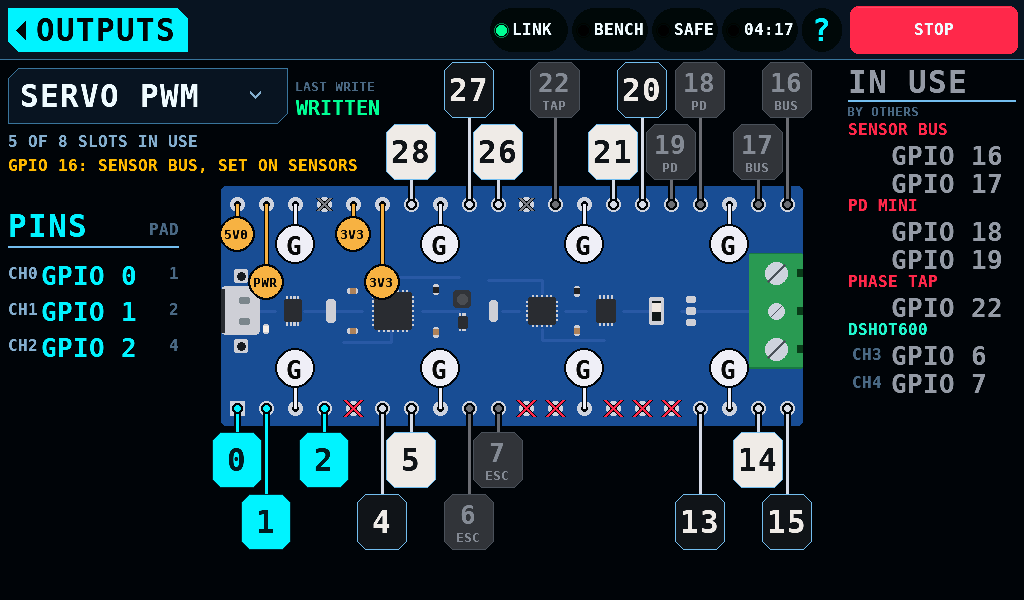 OUTPUTS
LINK
BENCH
SAFE
04:17
?
STOP
SERVO PWM
LAST WRITE
WRITTEN
5 OF 8 SLOTS IN USE
GPIO 16: SENSOR BUS, SET ON SENSORS
27
22
TAP
20
18
PD
16
BUS
28
26
21
19
PD
17
BUS
5V0
G
3V3
G
G
G
PWR
3V3
G
G
G
G
0
2
5
7
ESC
14
1
4
6
ESC
13
15
PINS
PAD
CH0 GPIO 0 1
CH1 GPIO 1 2
CH2 GPIO 2 4
IN USE
BY OTHERS
SENSOR BUS
GPIO 16
GPIO 17
PD MINI
GPIO 18
GPIO 19
PHASE TAP
GPIO 22
DSHOT600
CH3 GPIO 6
CH4 GPIO 7